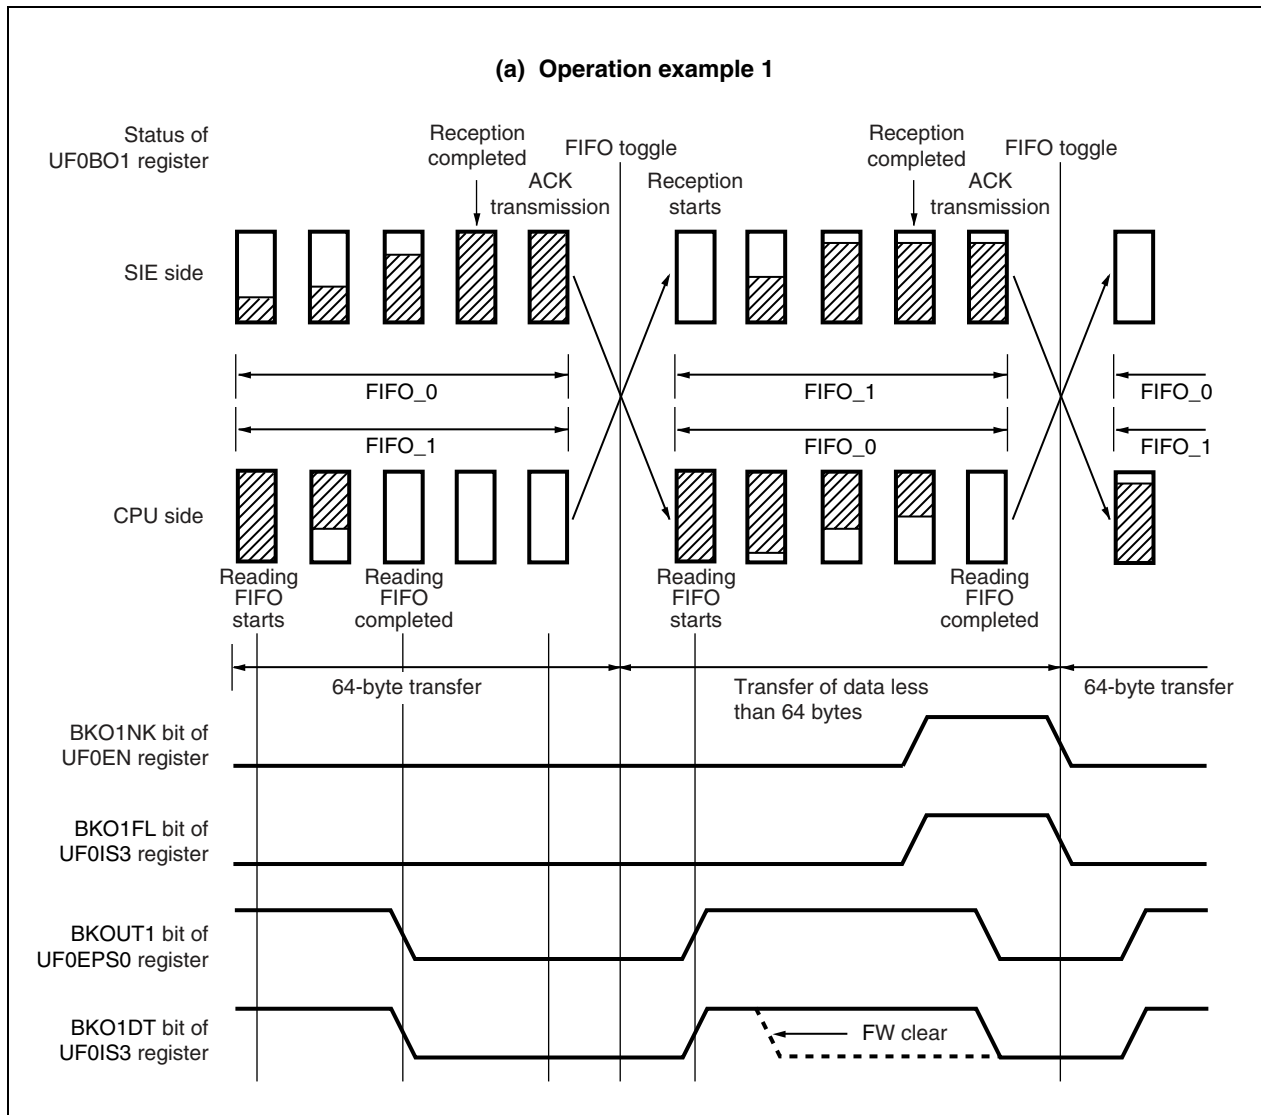 (a) Operation example 1
Status of
UF0BO1 register
Reception
completed
FIFO toggle
Reception
completed
FIFO toggle
ACK
transmission
Reception
starts
ACK
transmission
SIE side
FIFO_0
FIFO_1
FIFO_0
FIFO_1
FIFO_0
FIFO_1
CPU side
Reading
FIFO
starts
Reading
FIFO
completed
Reading
FIFO
starts
Reading
FIFO
completed
64-byte transfer
Transfer of data less
than 64 bytes
64-byte transfer
BKO1NK bit of
UF0EN register
BKO1FL bit of
UF0IS3 register
BKOUT1 bit of
UF0EPS0 register
BKO1DT bit of
UF0IS3 register
FW clear